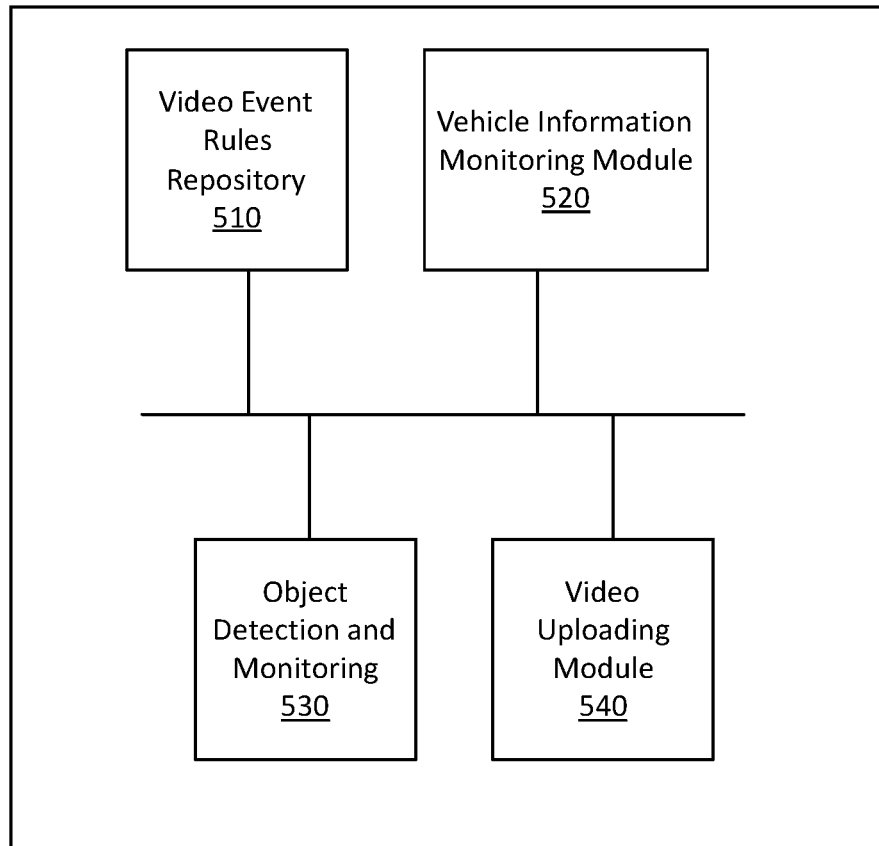 Video Event
Rules
Repository
510
Vehicle Information
Monitoring Module
520
Object
Detection and
Monitoring
530
Video
Uploading
Module
540